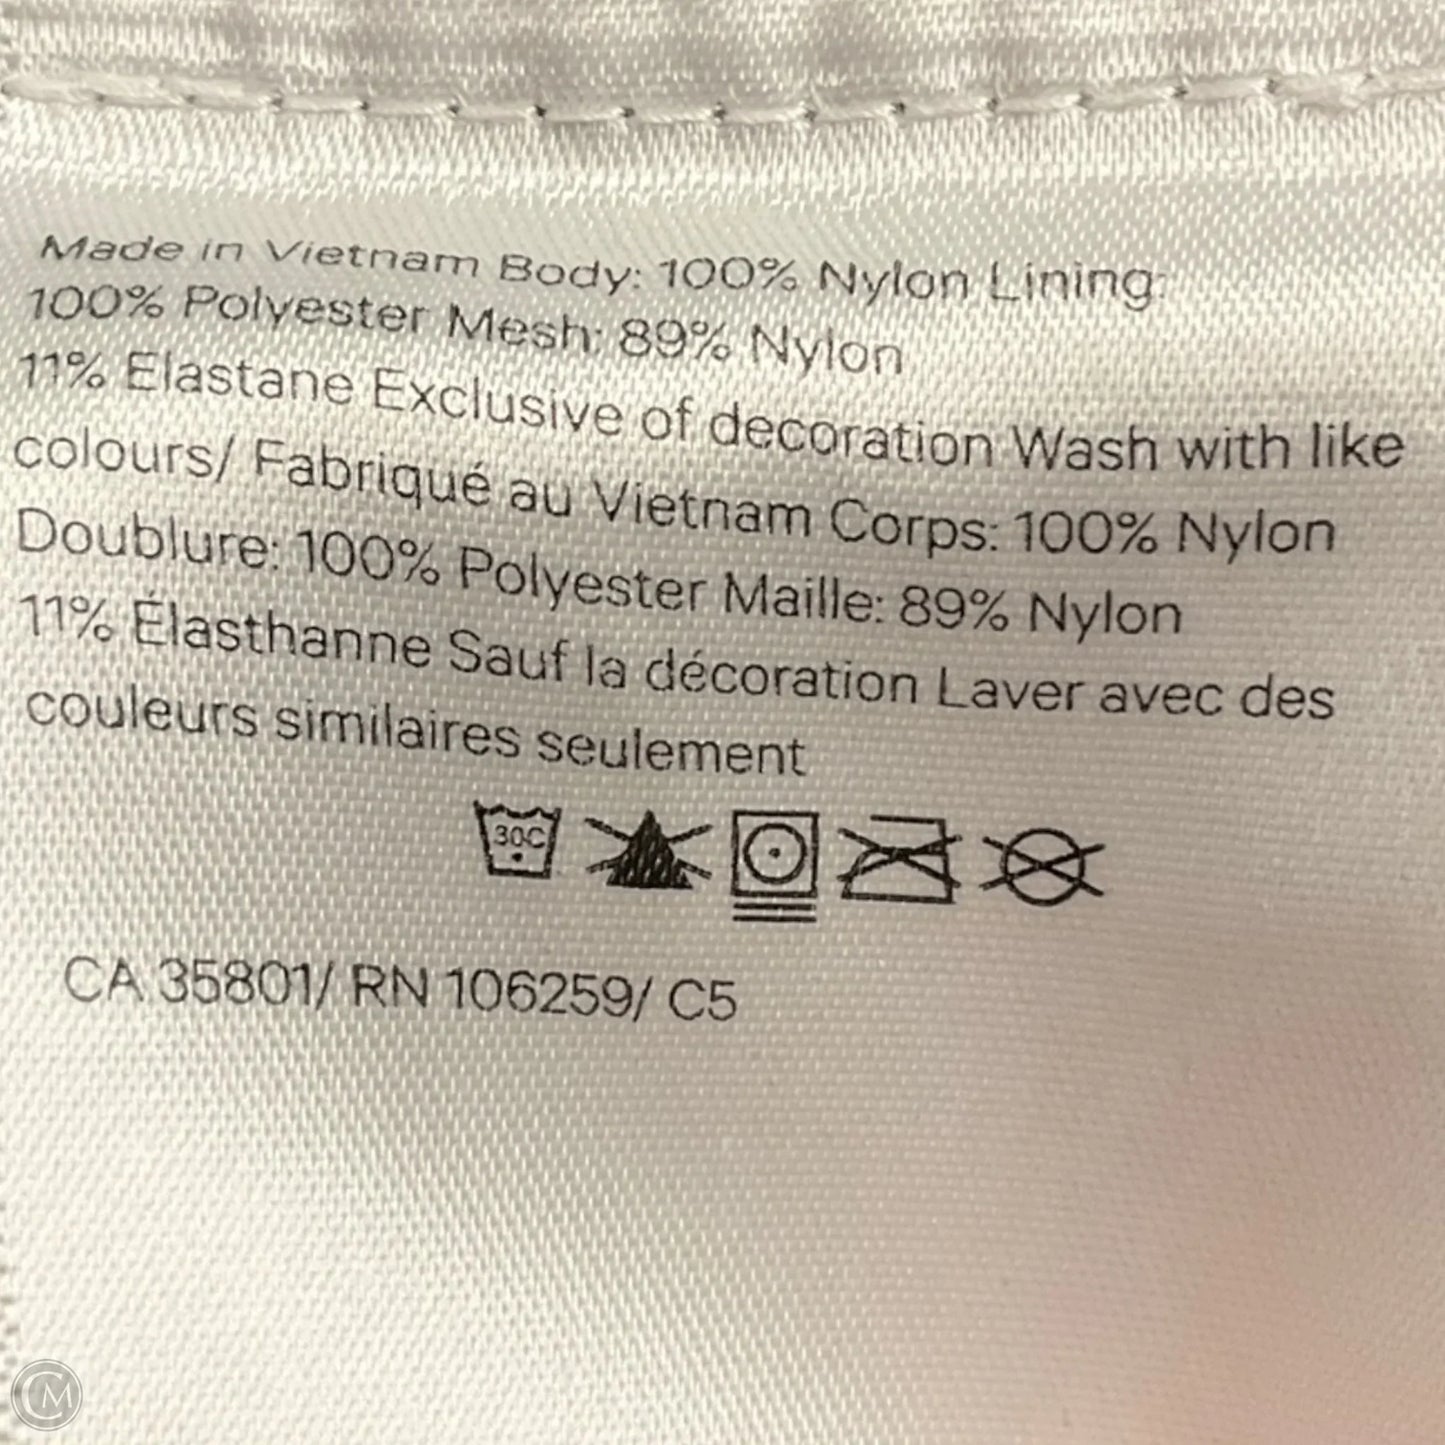 Made in Vietnam Body: 100% Nylon Lining:
100% Polyester Mesh: 89% Nylon
11% Elastane Exclusive of decoration Wash with like
colours/ Fabriqué au Vietnam Corps: 100% Nylon
Doublure: 100% Polyester Maille: 89% Nylon
11% Élasthanne Sauf la décoration Laver avec des
couleurs similaires seulement
30C
CA 35801/ RN 106259/ C5
CM